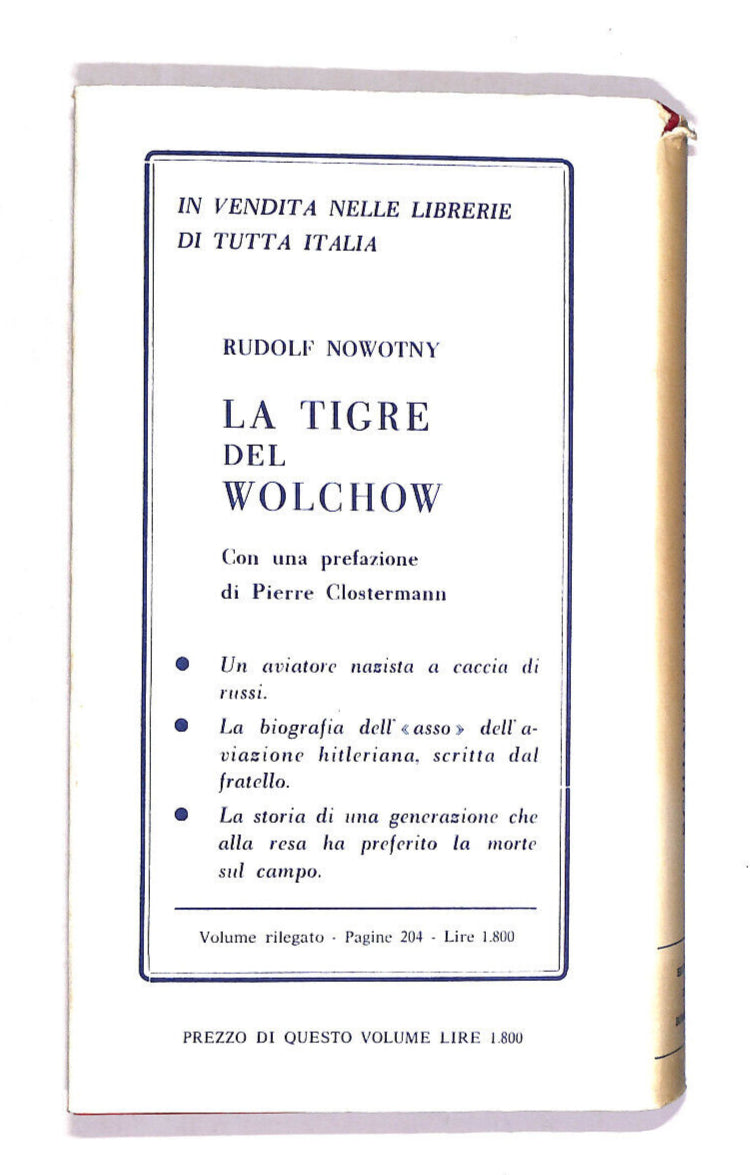 IN VENDITA NELLE LIBRERIE
DI TUTTA ITALIA
RUDOLF NOWOTNY
LA TIGRE
DEL
WOLCHOW
Con una prefazione
di Pierre Clostermann
Un aviatore nazista a caccia di
russi.
La biografia dell'«asso» dell'a-
viazione hitleriana, scritta dal
fratello.
La storia di una generazione che
alla resa ha preferito la morte
sul campo.
Volume rilegato - Pagine 204 - Lire 1.800
PREZZO DI QUESTO VOLUME LIRE 1.800